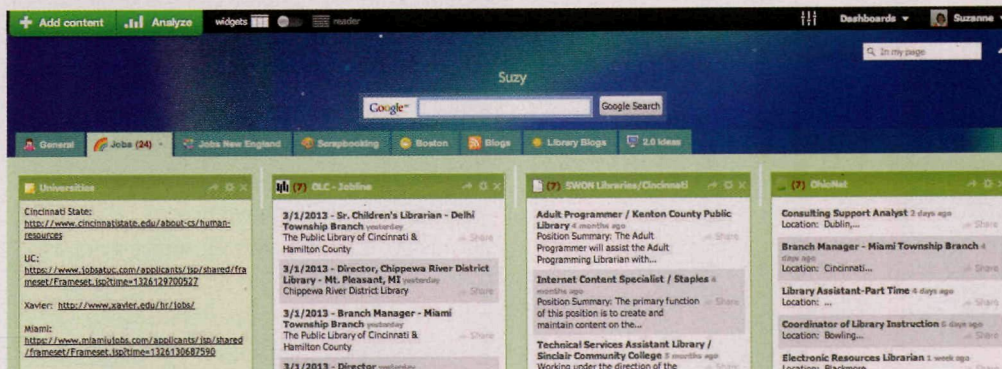 Add content Analyze widgets reader Dashboards Suzanne
In my page
Suzy
Google Google Search
General Jobs (24) Jobs New England Scrapbooking Boston Blogs Library Blogs 2.0 Ideas
Universities
Cincinnati State:
http://www.cincinnatistate.edu/about-cs/human-
resources
UC:
https://www.jobsatuc.com/applicants/jsp/shared/fra
meset/Frameset.jsp?time=1326129700527
Xavier: http://www.xavier.edu/hr/jobs/
Miami:
https://www.miamijobs.com/applicants/jsp/shared
/frameset/Frameset.jsp?time=1326130687590
(7) OLC - Jobline
3/1/2013 - Sr. Children's Librarian - Delhi
Township Branch yesterday
The Public Library of Cincinnati & Share
Hamilton County
3/1/2013 - Director, Chippewa River District
Library - Mt. Pleasant, MI yesterday
Chippewa River District Library Share
3/1/2013 - Branch Manager - Miami
Township Branch yesterday
The Public Library of Cincinnati & Share
Hamilton County
3/1/2013 - Director yesterday
(7) SWON Libraries/Cincinnati
Adult Programmer / Kenton County Public
Library 4 months ago
Position Summary: The Adult Share
Programmer will assist the Adult
Programming Librarian with...
Internet Content Specialist / Staples 4
months ago
Position Summary: The primary function Share
of this position is to create and
maintain content on the...
Technical Services Assistant Library /
Sinclair Community College 5 months ago
Working under the direction of the Share
(7) OhioNet
Consulting Support Analyst 2 days ago
Location: Dublin,... Share
Branch Manager - Miami Township Branch 4
days ago
Location: Cincinnati... Share
Library Assistant-Part Time 4 days ago
Location: ... Share
Coordinator of Library Instruction 6 days ago
Location: Bowling... Share
Electronic Resources Librarian 1 week ago
Location: Blackmore Share